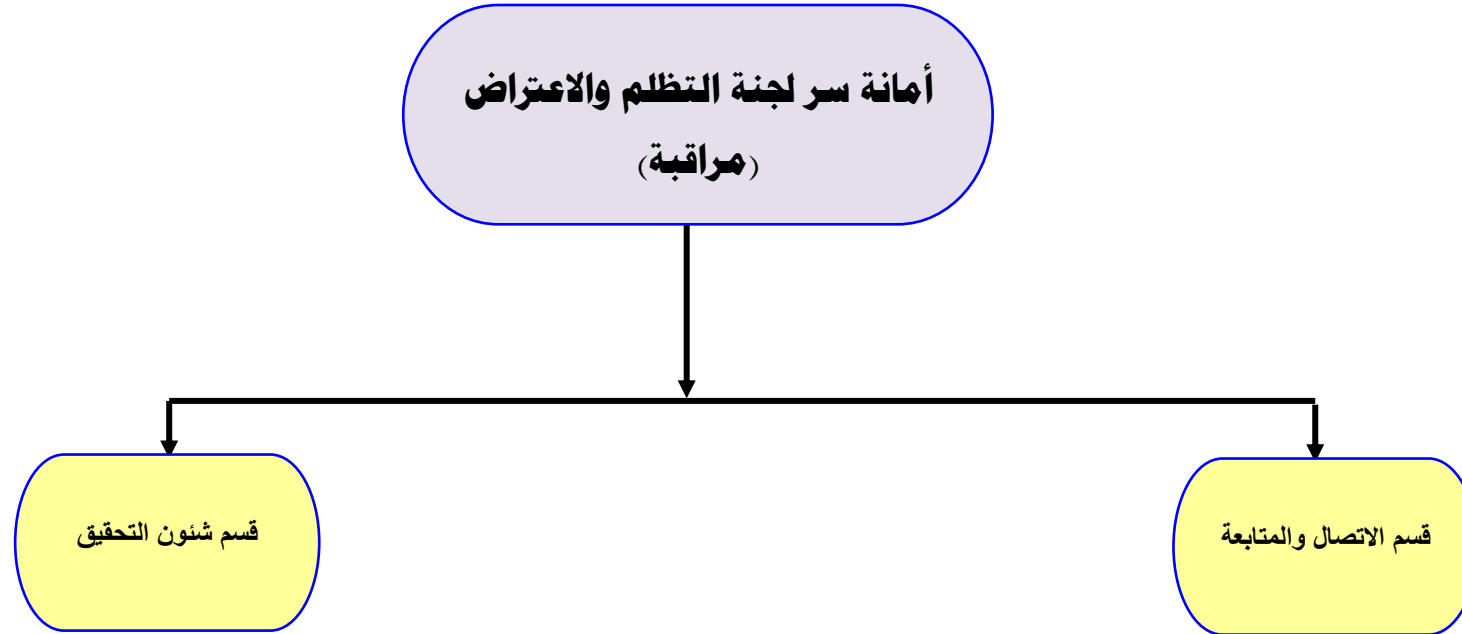 أمانة سر لجنة التظلم والاعتراض
(مراقبة)
قسم الاتصال والمتابعة
قسم شئون التحقيق